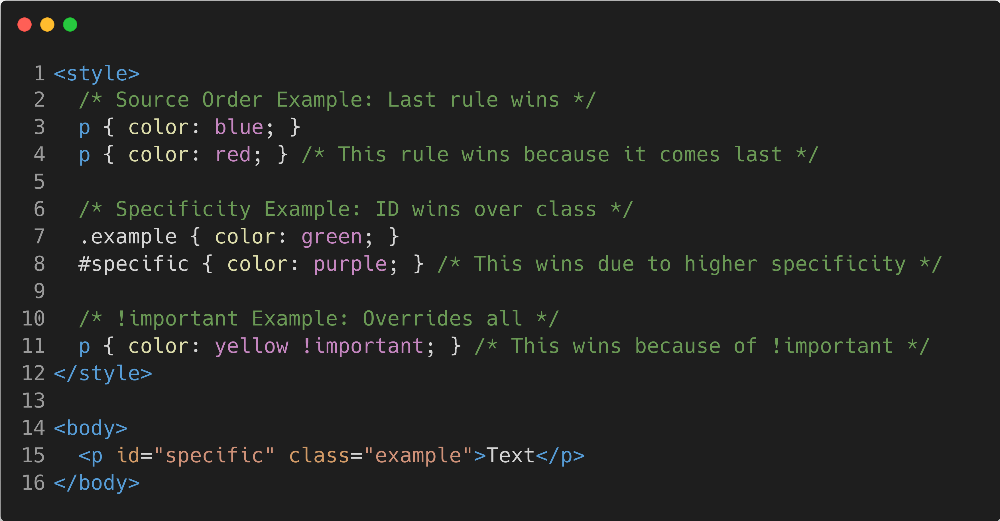 1 <style>
2   /* Source Order Example: Last rule wins */
3   p { color: blue; }
4   p { color: red; } /* This rule wins because it comes last */
5
6   /* Specificity Example: ID wins over class */
7   .example { color: green; }
8   #specific { color: purple; } /* This wins due to higher specificity */
9
10   /* !important Example: Overrides all */
11   p { color: yellow !important; } /* This wins because of !important */
12 </style>
13
14 <body>
15   <p id="specific" class="example">Text</p>
16 </body>